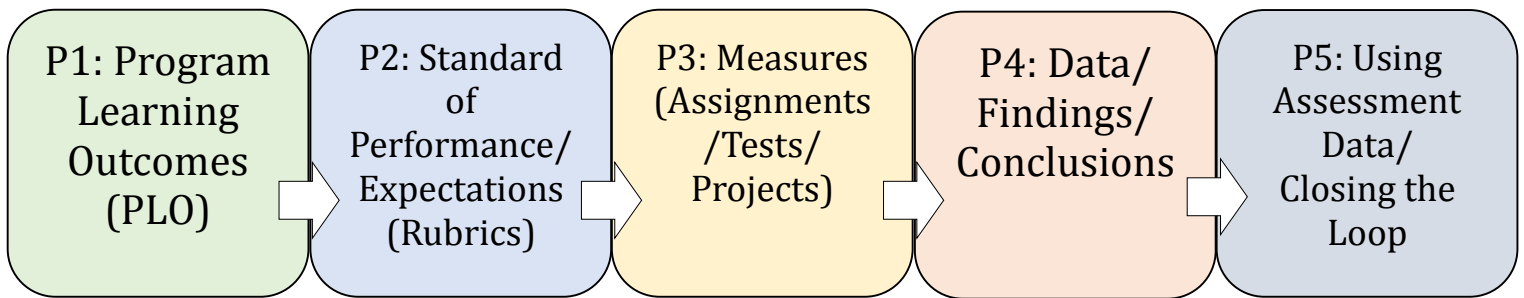 P1: Program
Learning
Outcomes
(PLO)
P2: Standard
of
Performance/
Expectations
(Rubrics)
P3: Measures
(Assignments
/Tests/
Projects)
P4: Data/
Findings/
Conclusions
P5: Using
Assessment
Data/
Closing the
Loop